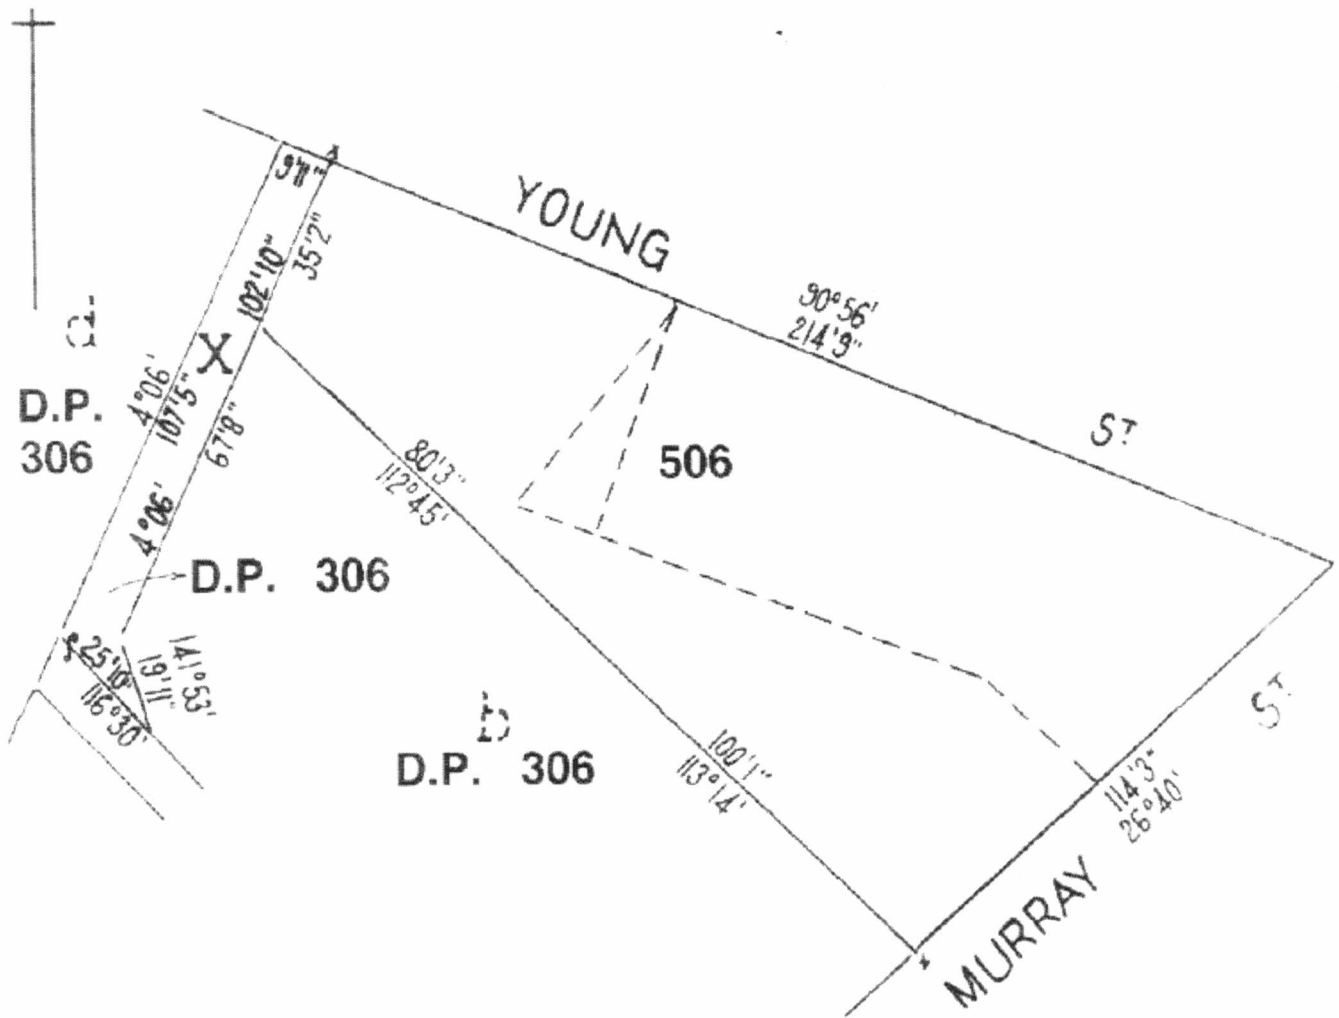 9'11"
YOUNG
102'10"
35'2"
90°56'
214'9"
a
X
D.P.
306
4°06'
107'5"
67'8"
ST
80'3"
112°45'
506
4°06'
D.P. 306
25'10"
116°30'
141°53'
19'11"
b
D.P. 306
100'1"
113°14'
ST
114'3"
26°40'
MURRAY